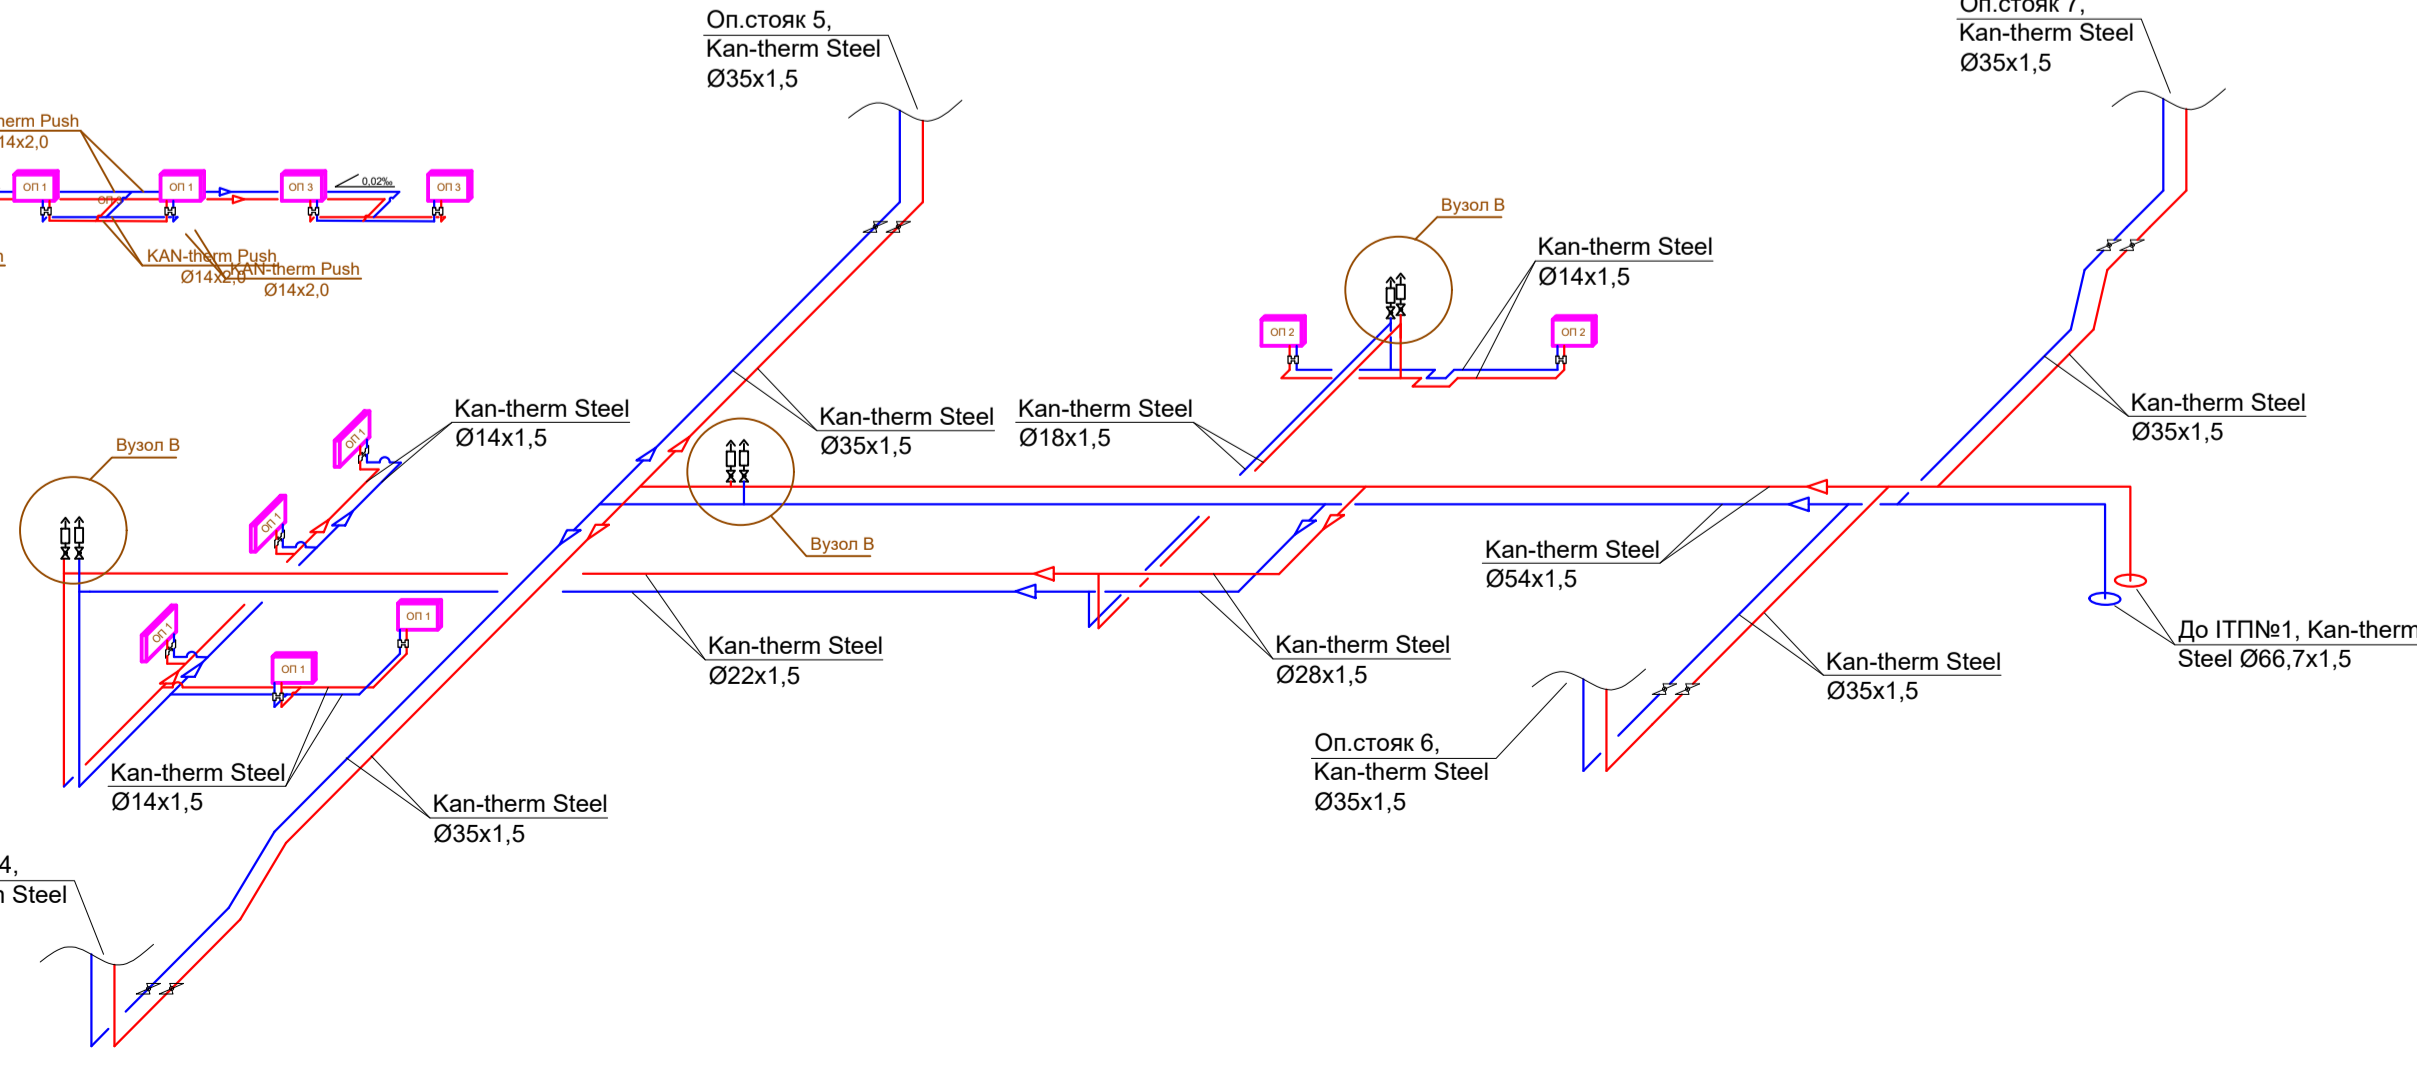 Оп.стояк 5,
Kan-therm Steel
Ø35x1,5
Оп.стояк 7,
Kan-therm Steel
Ø35x1,5
herm Push
14x2,0
ОП 1
ОП 1
ОП 3
0,02‰
ОП 3
KAN-therm Push
Ø14x2,0
KAN-therm Push
Ø14x2,0
Вузол В
Kan-therm Steel
Ø14x1,5
ОП 2
ОП 2
Kan-therm Steel
Ø14x1,5
Kan-therm Steel
Ø35x1,5
Kan-therm Steel
Ø18x1,5
Kan-therm Steel
Ø35x1,5
Вузол В
ОП 1
ОП 1
Вузол В
Kan-therm Steel
Ø54x1,5
ОП 1
ОП 1
ОП 1
Kan-therm Steel
Ø22x1,5
Kan-therm Steel
Ø28x1,5
Kan-therm Steel
Ø35x1,5
До ІТП№1, Kan-therm
Steel Ø66,7x1,5
Оп.стояк 6,
Kan-therm Steel
Ø35x1,5
Kan-therm Steel
Ø14x1,5
Kan-therm Steel
Ø35x1,5
4,
Steel